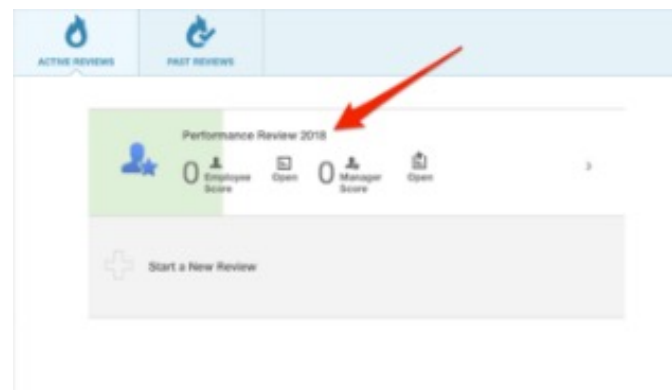 ACTIVE REVIEWS
PAST REVIEWS
Performance Review 2018
0 Employee Score
Open
0 Manager Score
Open
Start a New Review